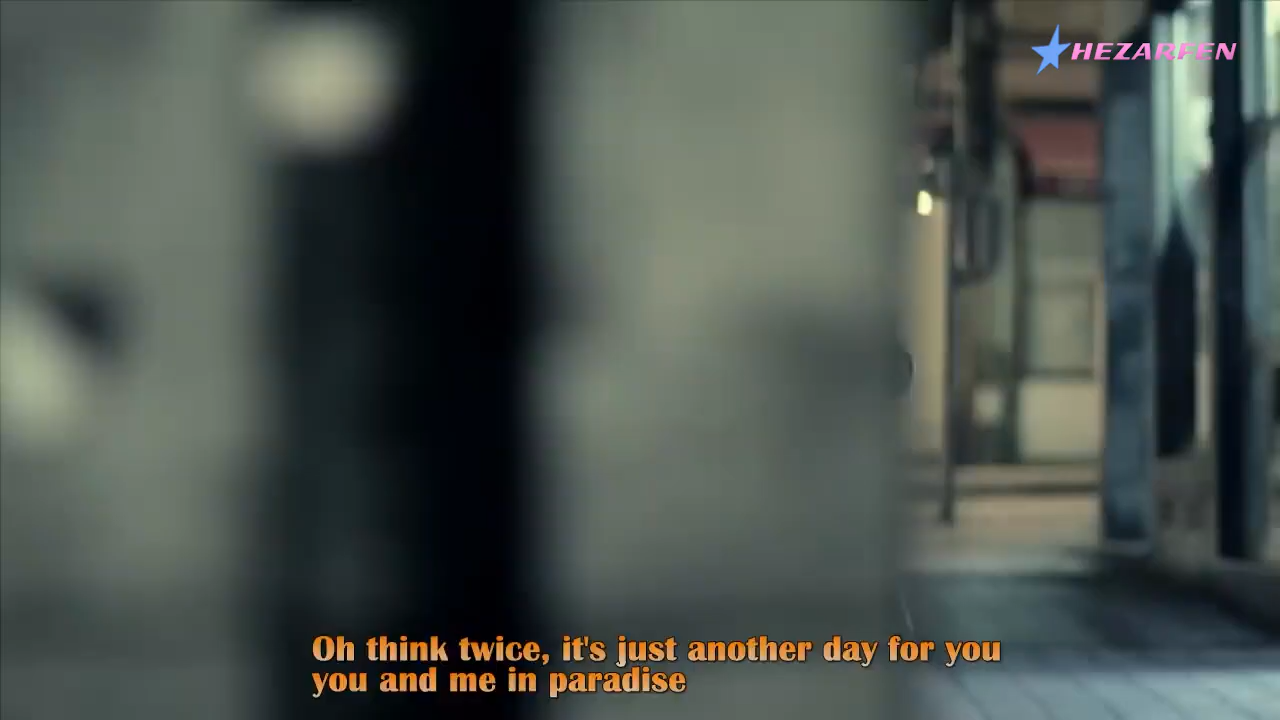 HEZARFEN
Oh think twice, it's just another day for you
you and me in paradise